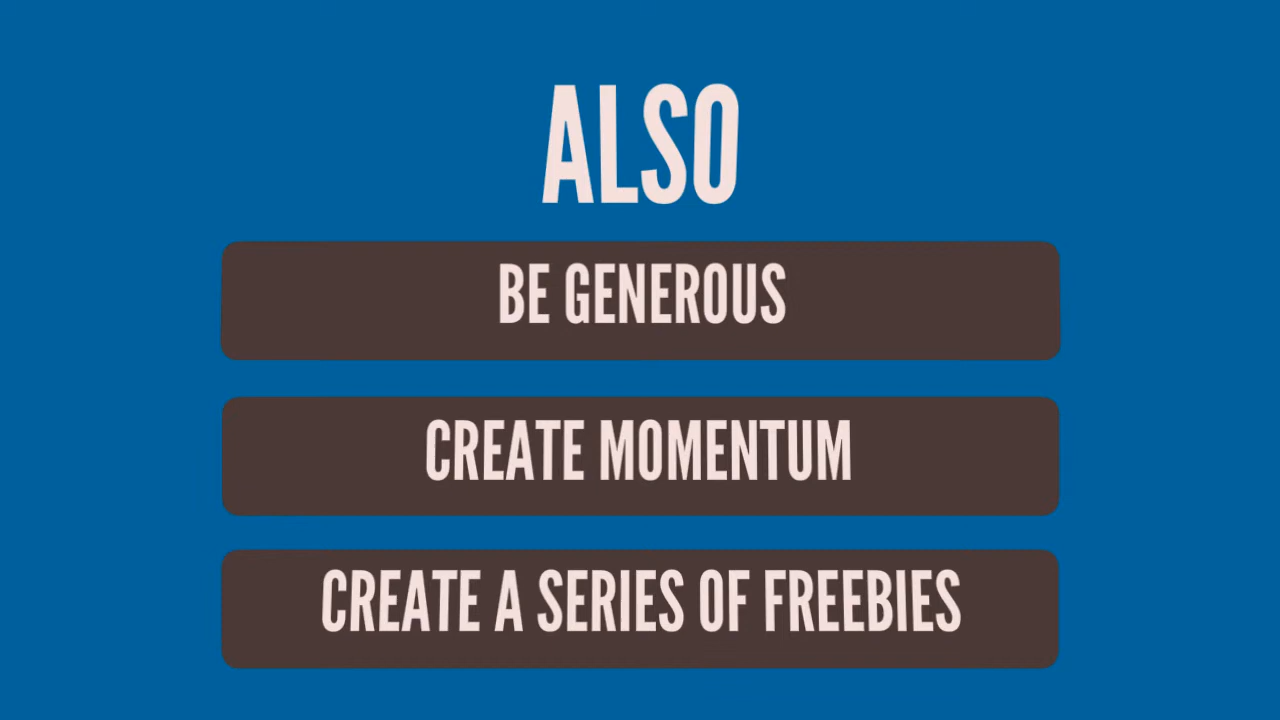 ALSO
BE GENEROUS
CREATE MOMENTUM
CREATE A SERIES OF FREEBIES